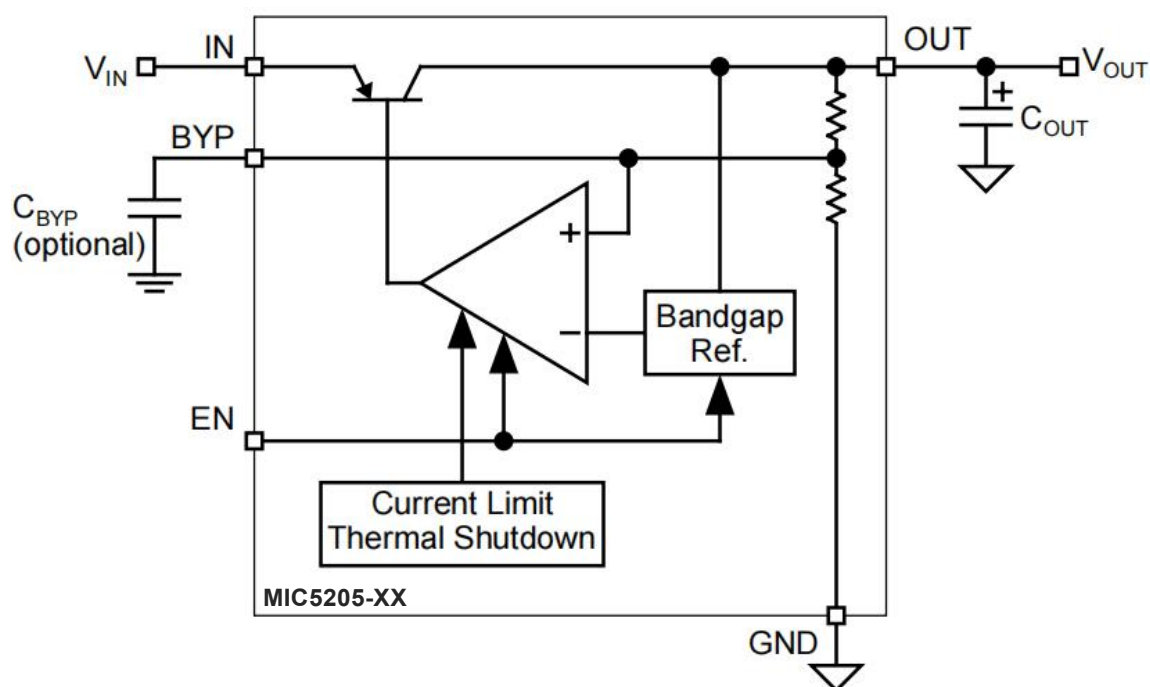 IN
OUT
VIN
VOUT
+
COUT
BYP
CBYP
(optional)
+
−
Bandgap
Ref.
EN
Current Limit
Thermal Shutdown
MIC5205-XX
GND